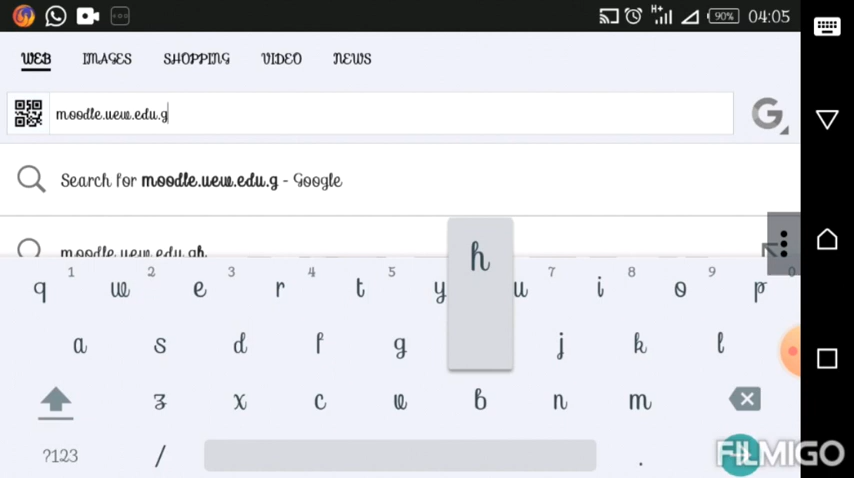 H+ 90% 04:05
WEB IMAGES SHOPPING VIDEO NEWS
moodle.uew.edu.g
G
Search for moodle.uew.edu.g - Google
moodle.uew.edu.gh
1 2 3 4 5 7 8 9 0
q w e r t y u i o p
h
a s d f g j k l
z x c v b n m
?123 / .
FILMIGO